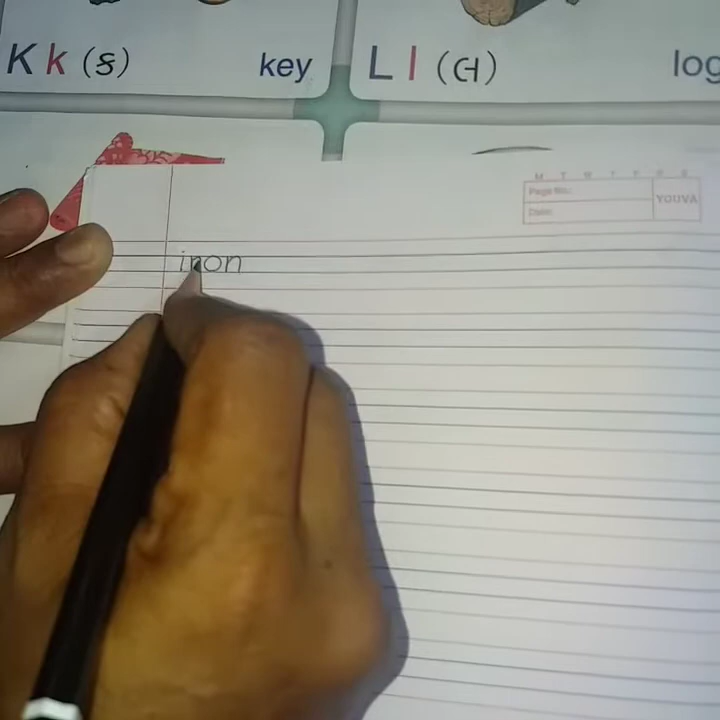 K k (ક) key L l (લ) log
M T W T F S S
Page No.:
YOUVA
Date:
iron